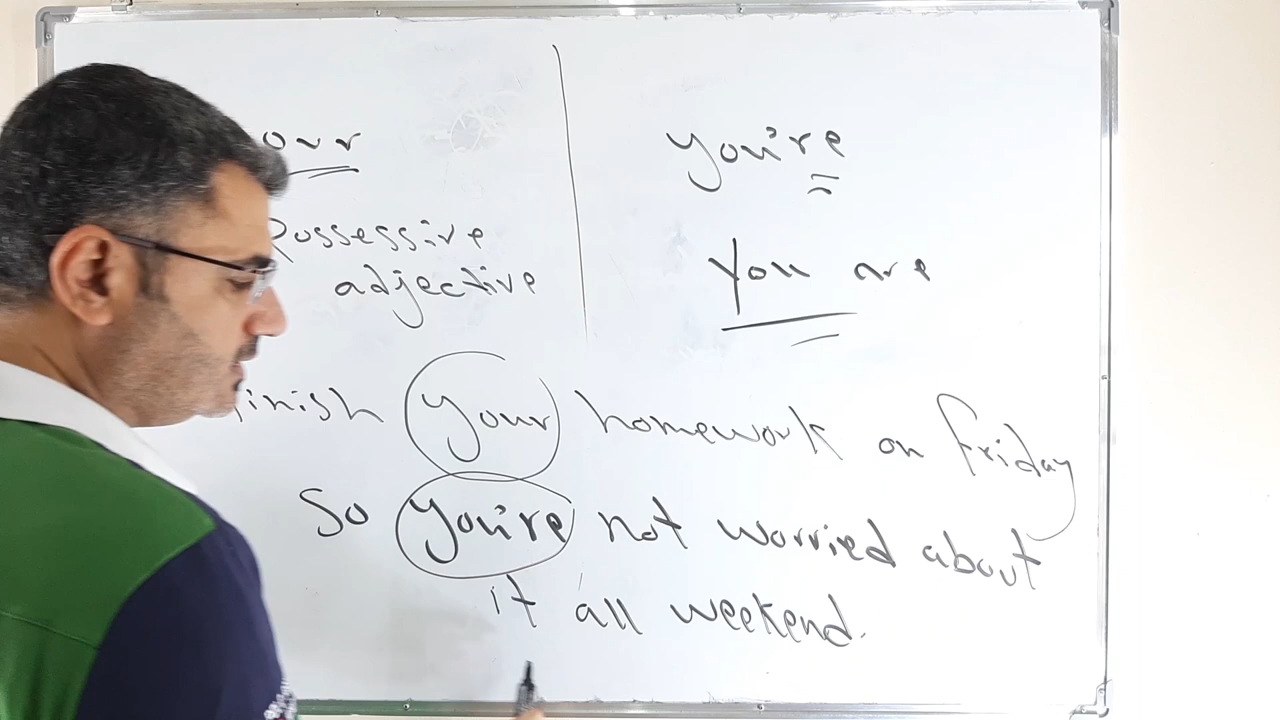 our
you're
Possessive
adjective
you are
Finish your homework on Friday
So you're not worried about
it all weekend.